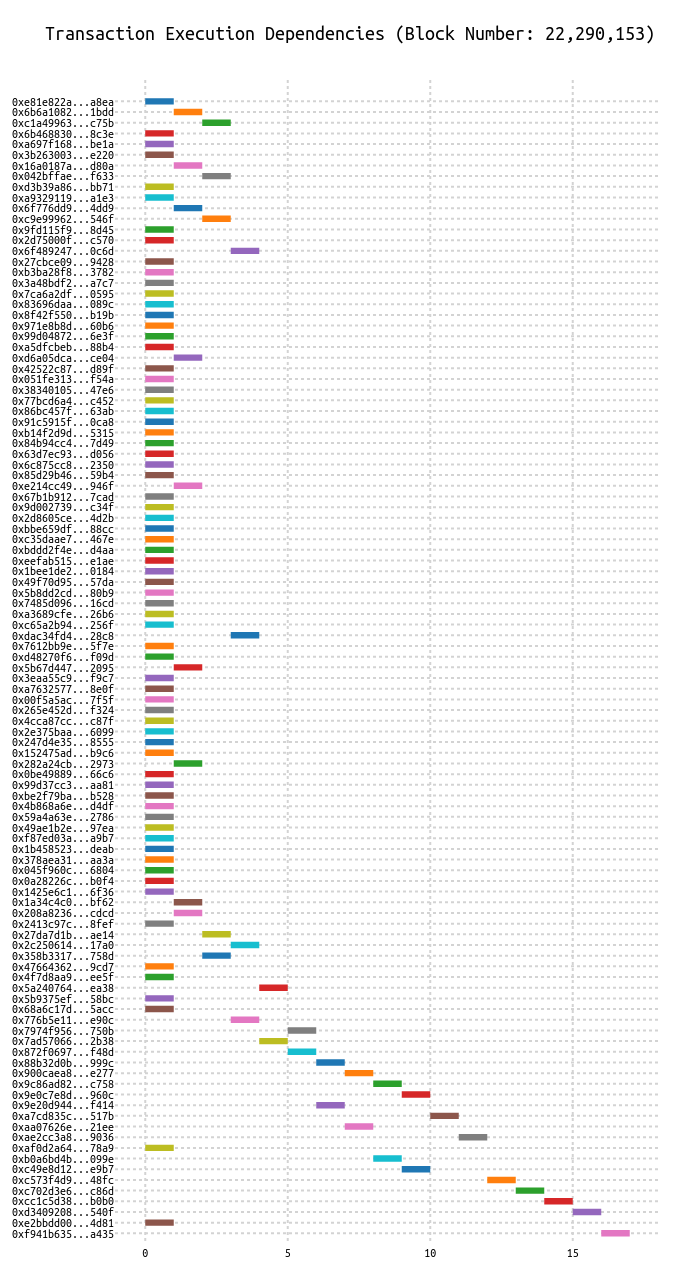 Transaction Execution Dependencies (Block Number: 22,290,153)
0xe81e822a...a8ea
0x6b6a1082...1bdd
0xc1a49963...c75b
0x6b468830...8c3e
0xa697f168...be1a
0x3b263003...e220
0x16a0187a...d80a
0x042bffae...f633
0xd3b39a86...bb71
0xa9329119...a1e3
0x6f776dd9...4dd9
0xc9e99962...546f
0x9fd115f9...8d45
0x2d75000f...c570
0x6f489247...0c6d
0x27cbce09...9428
0xb3ba28f8...3782
0x3a48bdf2...a7c7
0x7ca6a2df...0595
0x83696daa...089c
0x8f42f550...b19b
0x971e8b8d...60b6
0x99d04872...6e3f
0xa5dfcbeb...88b4
0xd6a05dca...ce04
0x42522c87...d89f
0x051fe313...f54a
0x38340105...47e6
0x77bcd6a4...c452
0x86bc457f...63ab
0x91c5915f...0ca8
0xb14f2d9d...5315
0x84b94cc4...7d49
0x63d7ec93...d056
0x6c875cc8...2350
0x85d29b46...59b4
0xe214cc49...946f
0x67b1b912...7cad
0x9d002739...c34f
0x2d8605ce...4d2b
0xbbe659df...88cc
0xc35daae7...467e
0xbddd2f4e...d4aa
0xeefab515...e1ae
0x1bee1de2...0184
0x49f70d95...57da
0x5b8dd2cd...80b9
0x7485d096...16cd
0xa3689cfe...26b6
0xc65a2b94...256f
0xdac34fd4...28c8
0x7612bb9e...5f7e
0xd48270f6...f09d
0x5b67d447...2095
0x3eaa55c9...f9c7
0xa7632577...8e0f
0x00f5a5ac...7f5f
0x265e452d...f324
0x4cca87cc...c87f
0x2e375baa...6099
0x247d4e35...8555
0x152475ad...b9c6
0x282a24cb...2973
0x0be49889...66c6
0x99d37cc3...aa81
0xbe2f79ba...b528
0x4b868a6e...d4df
0x59a4a63e...2786
0x49ae1b2e...97ea
0xf87ed03a...a9b7
0x1b458523...deab
0x378aea31...aa3a
0x045f960c...6804
0x0a28226c...b0f4
0x1425e6c1...6f36
0x1a34c4c0...bf62
0x208a8236...cdcd
0x2413c97c...8fef
0x27da7d1b...ae14
0x2c250614...17a0
0x358b3317...758d
0x47664362...9cd7
0x4f7d8aa9...ee5f
0x5a240764...ea38
0x5b9375ef...58bc
0x68a6c17d...5acc
0x776b5e11...e90c
0x7974f956...750b
0x7ad57066...2b38
0x872f0697...f48d
0x88b32d0b...999c
0x900caea8...e277
0x9c86ad82...c758
0x9e0c7e8d...960c
0x9e20d944...f414
0xa7cd835c...517b
0xaa07626e...21ee
0xae2cc3a8...9036
0xaf0d2a64...78a9
0xb0a6bd4b...099e
0xc49e8d12...e9b7
0xc573f4d9...48fc
0xc702d3e6...c86d
0xcc1c5d38...b0b0
0xd3409208...540f
0xe2bbdd00...4d81
0xf941b635...a435
0 5 10 15